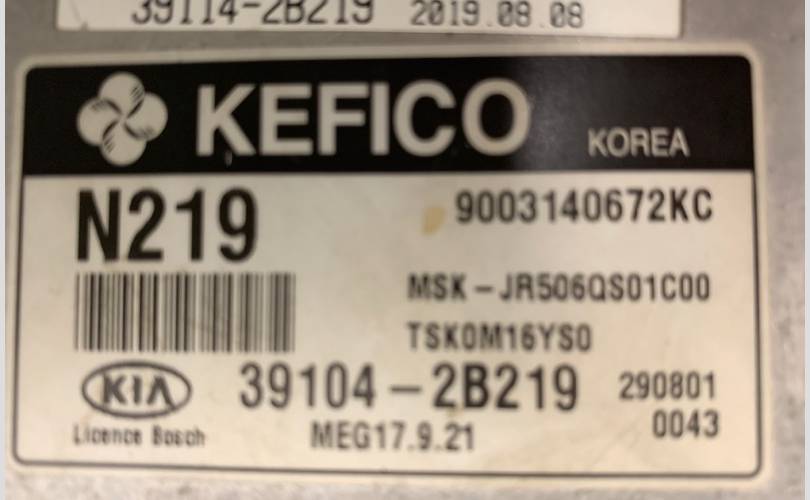 39114-2B219 2019.08.08
KEFICO KOREA
N219 9003140672KC
MSK-JR506QS01C00
TSK0M16YS0
KIA 39104-2B219 290801
Licence Bosch MEG17.9.21 0043